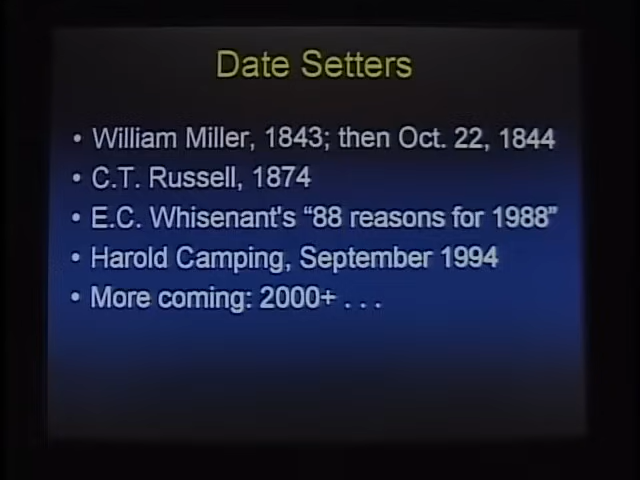 Date Setters
• William Miller, 1843; then Oct. 22, 1844
• C.T. Russell, 1874
• E.C. Whisenant's “88 reasons for 1988”
• Harold Camping, September 1994
• More coming: 2000+ . . .